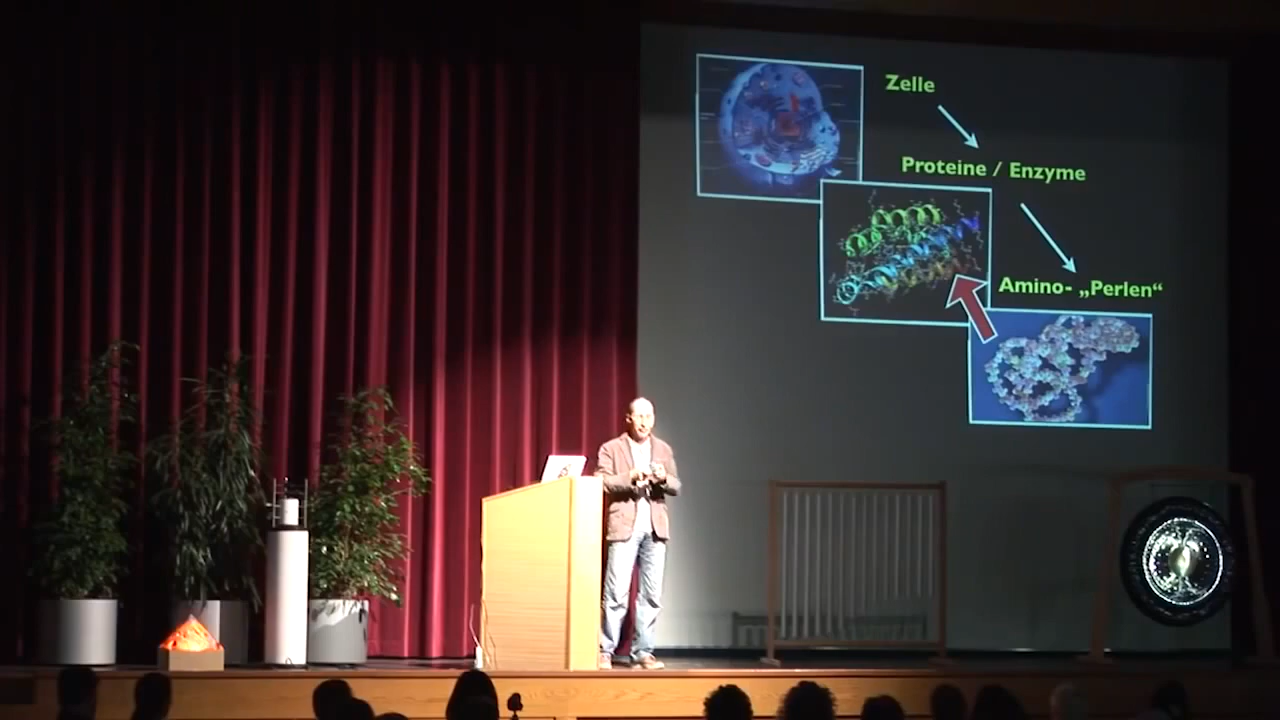 Zelle
Proteine / Enzyme
Amino- „Perlen“